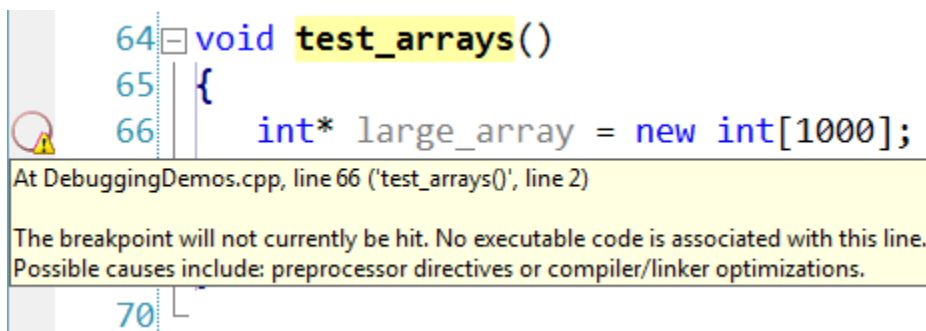 64 void test_arrays()
65 {
66 int* large_array = new int[1000];
At DebuggingDemos.cpp, line 66 ('test_arrays()', line 2)
The breakpoint will not currently be hit. No executable code is associated with this line.
Possible causes include: preprocessor directives or compiler/linker optimizations.
70